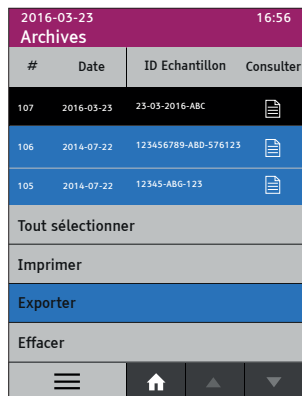 2016-03-23 16:56
Archives
# Date ID Echantillon Consulter
107 2016-03-23 23-03-2016-ABC
106 2014-07-22 123456789-ABD-576123
105 2014-07-22 12345-ABG-123
Tout sélectionner
Imprimer
Exporter
Effacer